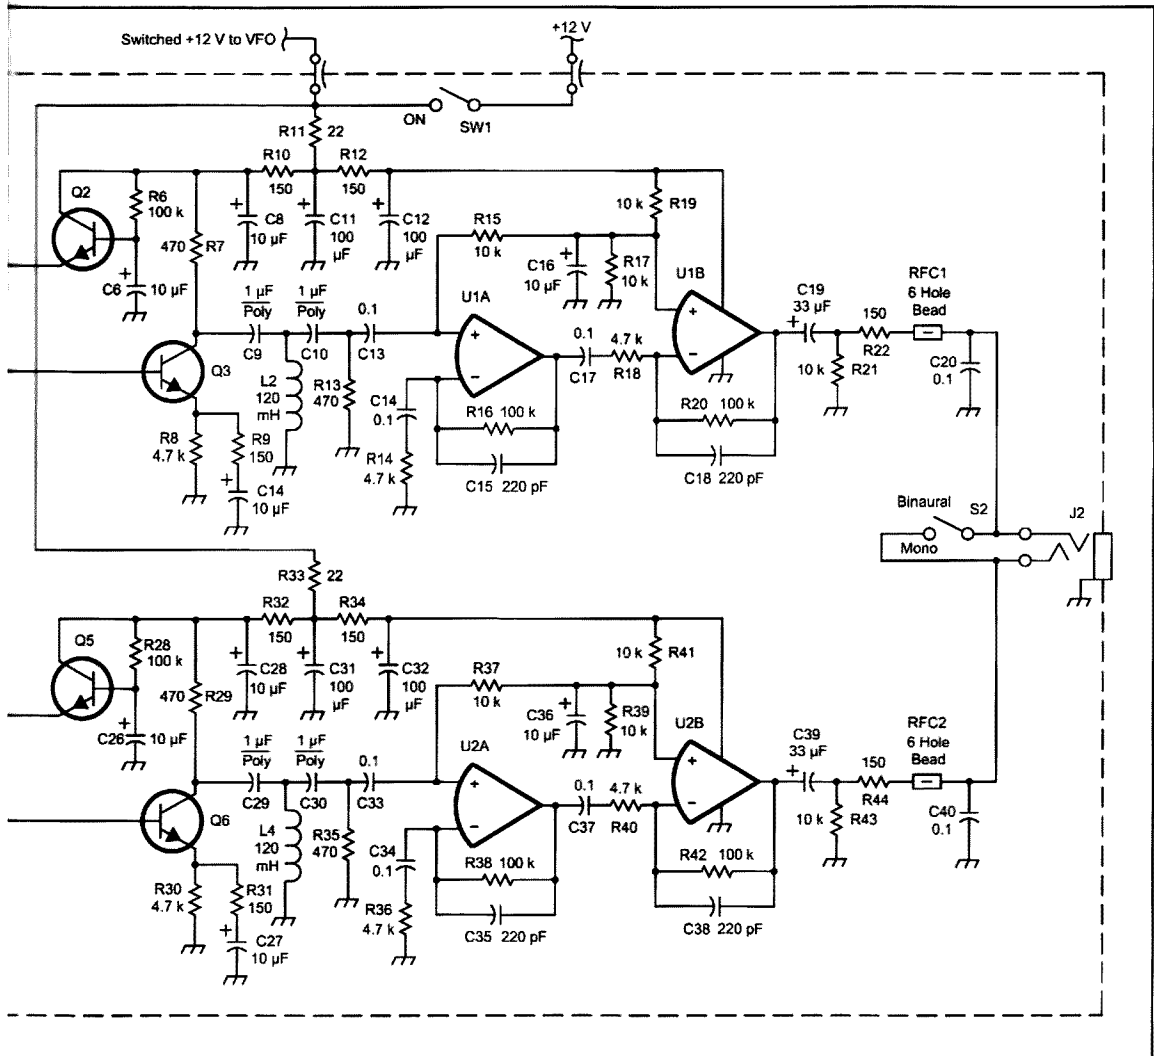 Switched +12 V to VFO
+12 V
ON
SW1
R11 22
R10
150
R12
150
Q2
R6
100 k
470 R7
+
C8
10 µF
+
C11
100
µF
+
C12
100
µF
R15
10 k
10 k R19
+
C16
10 µF
R17
10 k
U1B
+
C6 10 µF
1 µF
Poly
C9
1 µF
Poly
C10
0.1
C13
U1A
+
−
+
−
C19
33 µF
+
150
R22
RFC1
6 Hole
Bead
Q3
L2
120
mH
R13
470
0.1
C17
4.7 k
R18
10 k
R21
C20
0.1
R8
4.7 k
R9
150
+
C14
10 µF
C14
0.1
R14
4.7 k
R16 100 k
C15 220 pF
R20 100 k
C18 220 pF
Binaural
S2
Mono
J2
R33 22
R32
150
R34
150
Q5
R28
100 k
470 R29
+
C28
10 µF
+
C31
100
µF
+
C32
100
µF
R37
10 k
10 k R41
+
C36
10 µF
R39
10 k
U2B
+
C26 10 µF
1 µF
Poly
C29
1 µF
Poly
C30
0.1
C33
U2A
+
−
+
−
C39
33 µF
+
150
R44
RFC2
6 Hole
Bead
Q6
L4
120
mH
R35
470
0.1
C37
4.7 k
R40
10 k
R43
C40
0.1
R30
4.7 k
R31
150
+
C27
10 µF
C34
0.1
R36
4.7 k
R38 100 k
C35 220 pF
R42 100 k
C38 220 pF